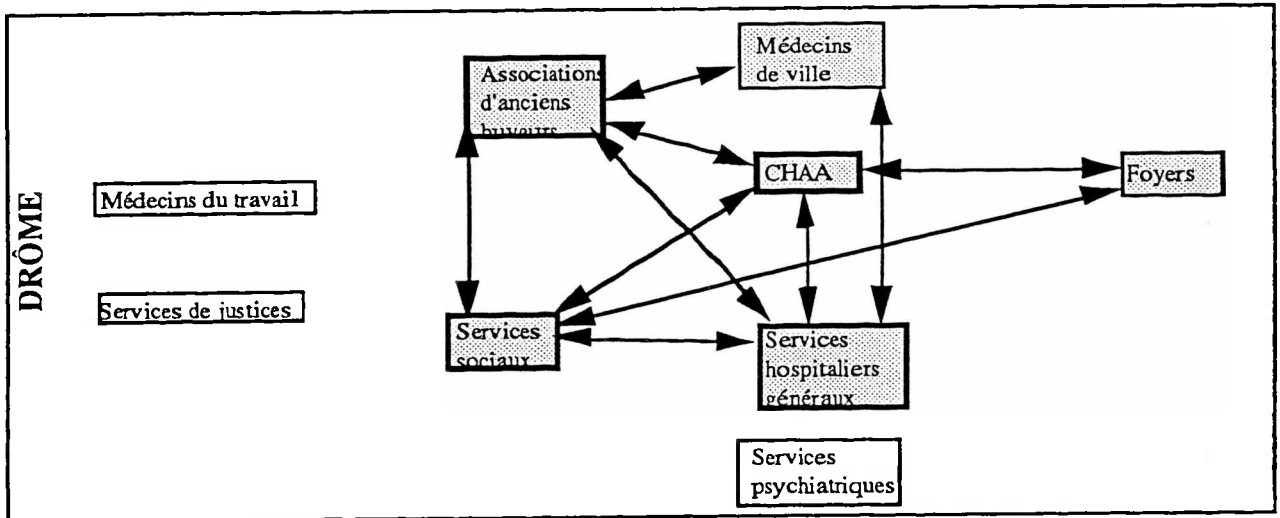 DRÔME
Médecins du travail
Services de justices
Associations
d'anciens
buveurs
Médecins
de ville
CHAA
Foyers
Services
sociaux
Services
hospitaliers
généraux
Services
psychiatriques